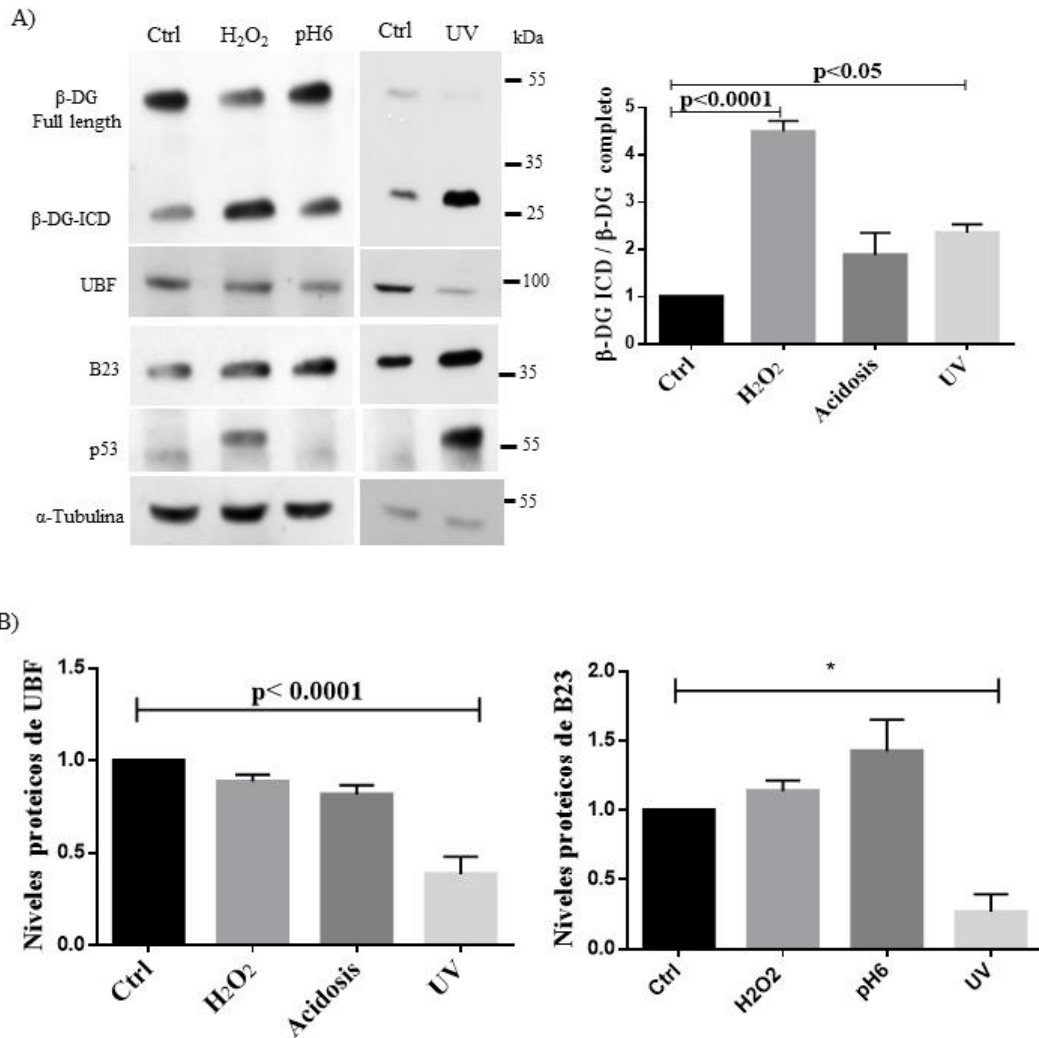 A)
Ctrl H₂O₂ pH6 Ctrl UV kDa
β-DG
Full length
β-DG-ICD
UBF
B23
p53
α-Tubulina
55
35
25
100
35
55
55
p<0.05
p<0.0001
β-DG ICD / β-DG completo
5
4
3
2
1
0
Ctrl
H₂O₂
Acidosis
UV
B)
p< 0.0001
Niveles proteicos de UBF
1.5
1.0
0.5
0.0
Ctrl
H₂O₂
Acidosis
UV
*
Niveles proteicos de B23
2.0
1.5
1.0
0.5
0.0
Ctrl
H2O2
pH6
UV